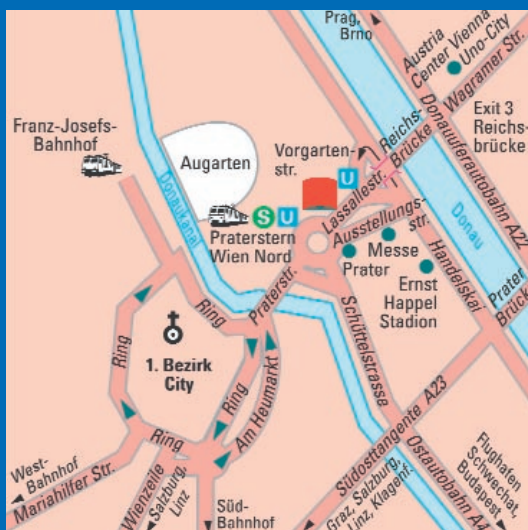 Prag,
Brno
Austria
Center Vienna
Uno-City
Wagramer Str.
Donauuferautobahn A22
Exit 3
Reichs-
brücke
Franz-Josefs-
Bahnhof
Augarten
Vorgarten-
str.
U
Reichs-
Brücke
Lassallestr.
Donaukanal
S U
Praterstern
Wien Nord
Ausstellungs-
str.
Messe
Prater
Donau
Handelskai
Ernst
Happel
Stadion
Prater
Brücke
Praterstr.
Schüttelstrasse
Ring
Ring
1. Bezirk
City
Ring
Am Heumarkt
Ring
Südosttangente A23
West-
Bahnhof
Mariahilfer Str.
Wienzeile
Salzburg,
Linz
Süd-
Bahnhof
Graz, Salzburg,
Linz, Klagenf.
Ostautobahn A
Flughafen
Schwechat,
Budapest